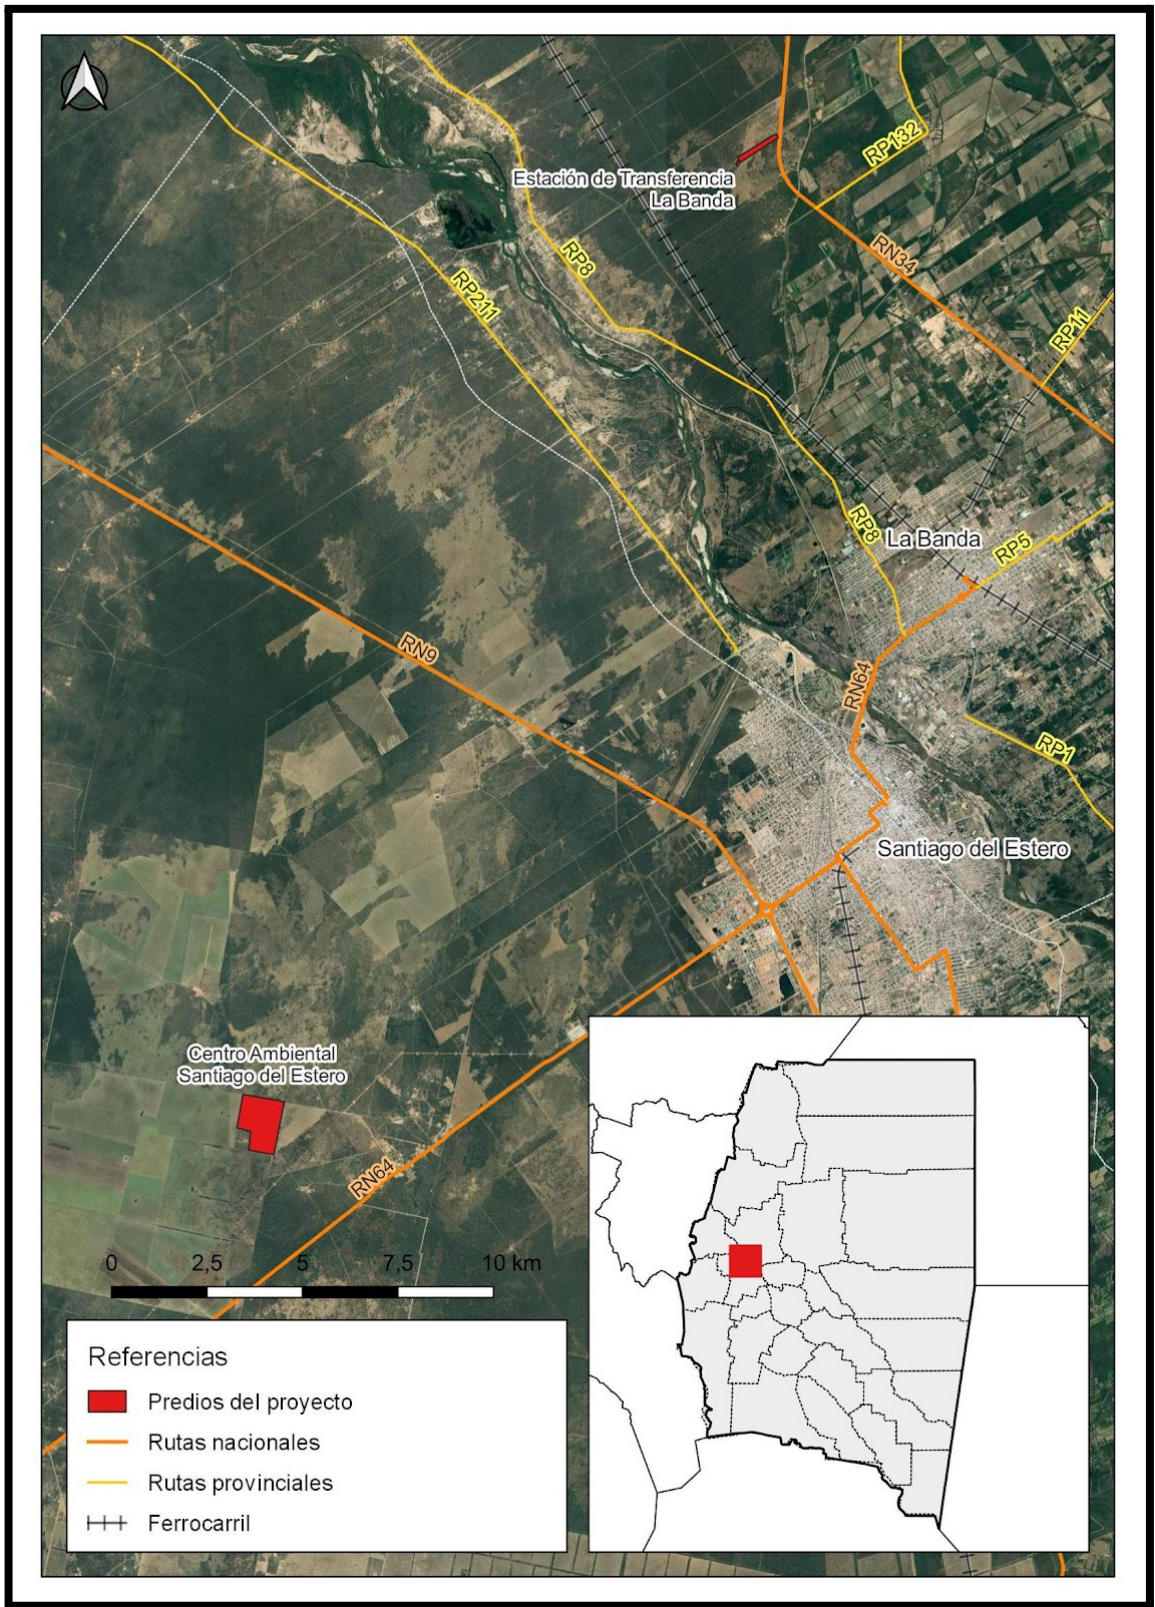 RP132
Estación de Transferencia
La Banda
RN34
RP8
RP211
RP11
RP8
La Banda
RP5
RN9
RN64
RP1
Santiago del Estero
Centro Ambiental
Santiago del Estero
RN64
0 2,5 5 7,5 10 km
Referencias
Predios del proyecto
Rutas nacionales
Rutas provinciales
Ferrocarril